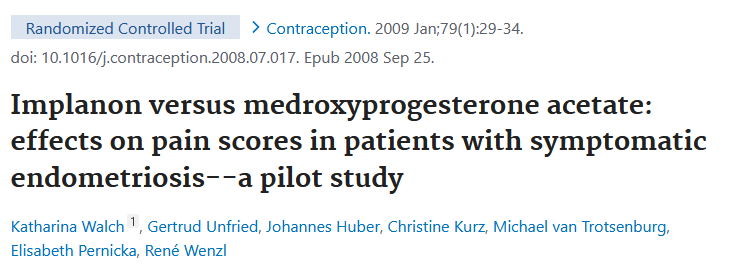 Randomized Controlled Trial > Contraception. 2009 Jan;79(1):29-34.
doi: 10.1016/j.contraception.2008.07.017. Epub 2008 Sep 25.
Implanon versus medroxyprogesterone acetate:
effects on pain scores in patients with symptomatic
endometriosis--a pilot study
Katharina Walch 1, Gertrud Unfried, Johannes Huber, Christine Kurz, Michael van Trotsenburg,
Elisabeth Pernicka, René Wenzl